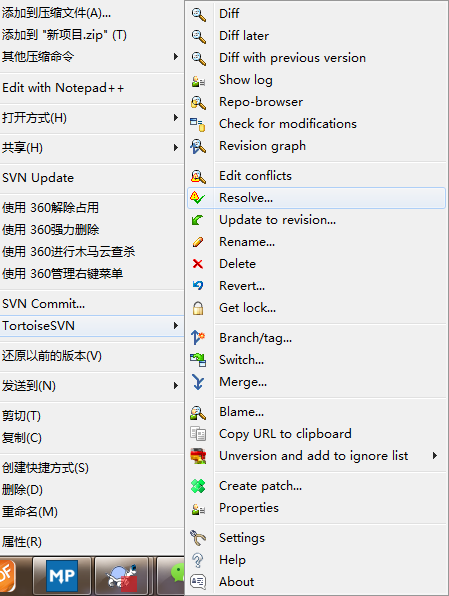 添加到压缩文件(A)...
添加到 "新项目.zip" (T)
其他压缩命令
Edit with Notepad++
打开方式(H)
共享(H)
SVN Update
使用 360解除占用
使用 360强力删除
使用 360进行木马云查杀
使用 360管理右键菜单
SVN Commit...
TortoiseSVN
还原以前的版本(V)
发送到(N)
剪切(T)
复制(C)
创建快捷方式(S)
删除(D)
重命名(M)
属性(R)
Diff
Diff later
Diff with previous version
Show log
Repo-browser
Check for modifications
Revision graph
Edit conflicts
Resolve...
Update to revision...
Rename...
Delete
Revert...
Get lock...
Branch/tag...
Switch...
Merge...
Blame...
Copy URL to clipboard
Unversion and add to ignore list
Create patch...
Properties
Settings
Help
About
MP